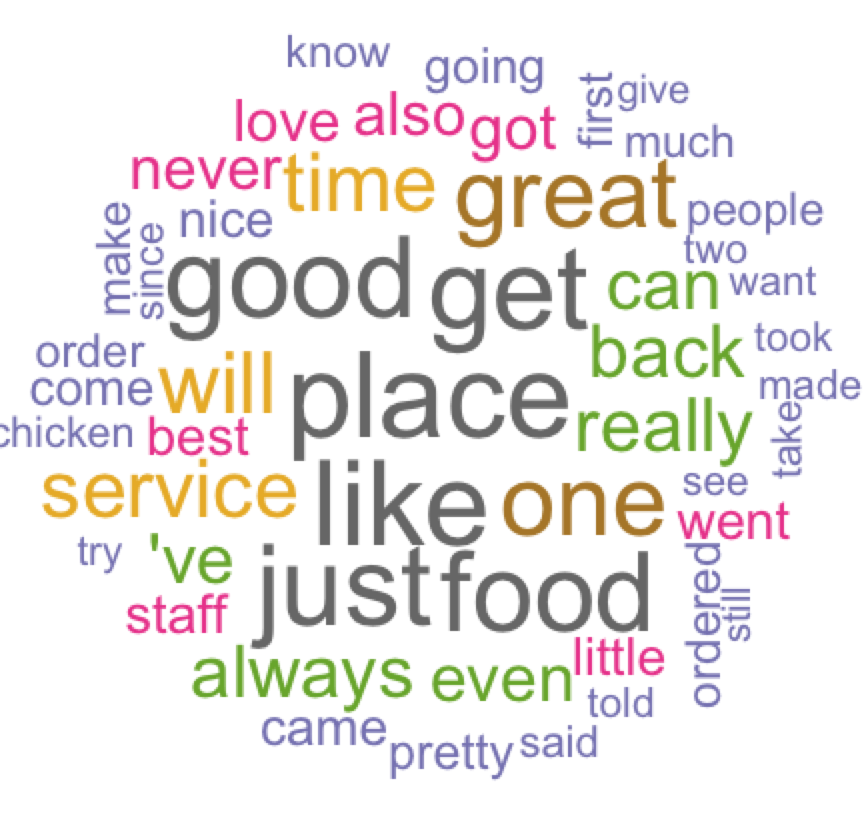 know
going
first
give
love
also
got
much
never
time
great
people
make
since
nice
two
good
get
can
want
order
will
place
back
took
come
made
chicken
best
really
take
service
like
one
see
went
try
've
just
food
ordered
still
staff
always
even
little
told
came
pretty
said